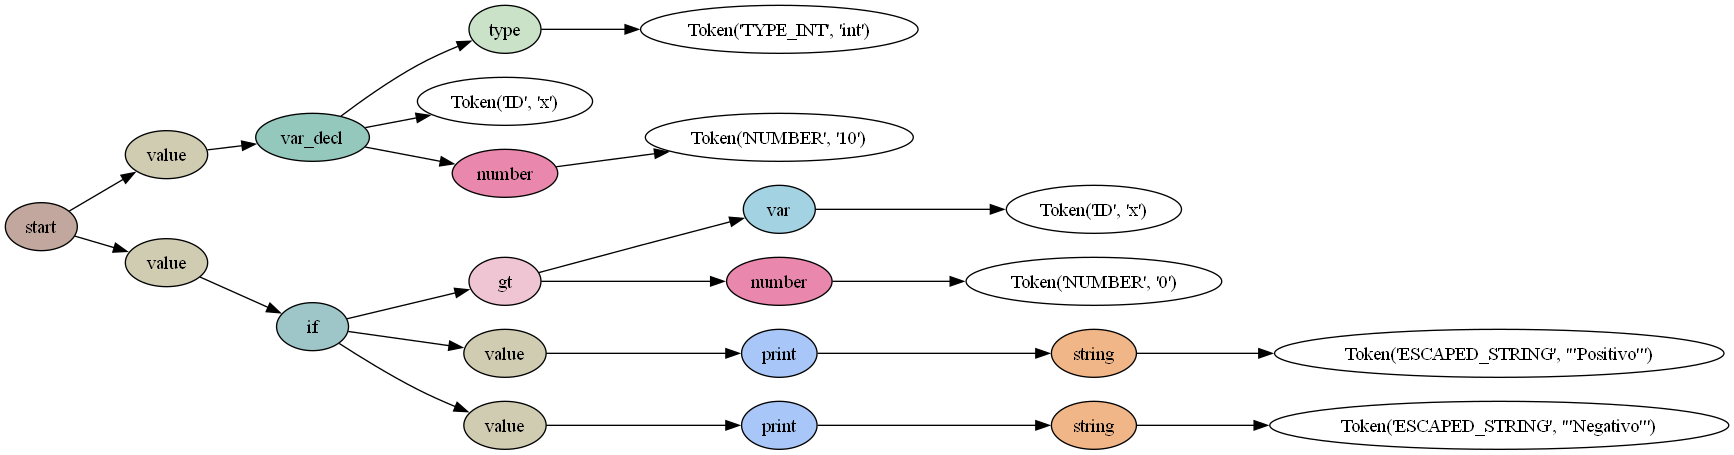 type
Token('TYPE_INT', 'int')
Token('ID', 'x')
var_decl
Token('NUMBER', '10')
value
number
start
var
Token('ID', 'x')
value
gt
number
Token('NUMBER', '0')
if
value
print
string
Token('ESCAPED_STRING', "'Positivo'")
value
print
string
Token('ESCAPED_STRING', "'Negativo'")